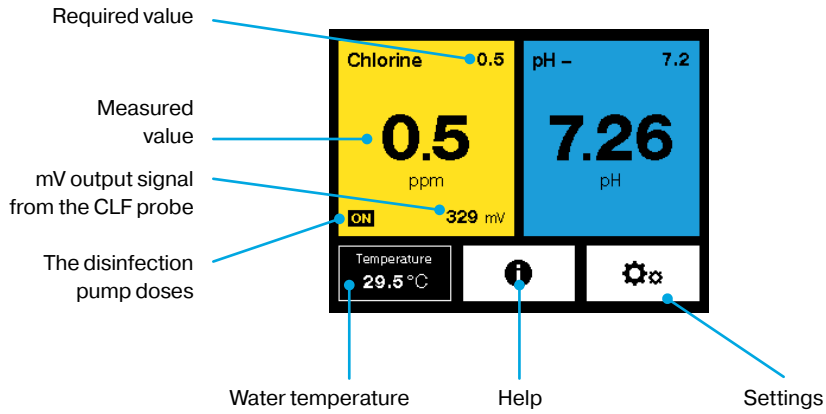 Required value
Chlorine 0.5
pH – 7.2
Measured
value
0.5
ppm
7.26
pH
mV output signal
from the CLF probe
ON
329 mV
The disinfection
pump doses
Temperature
29.5°C
Water temperature
Help
Settings